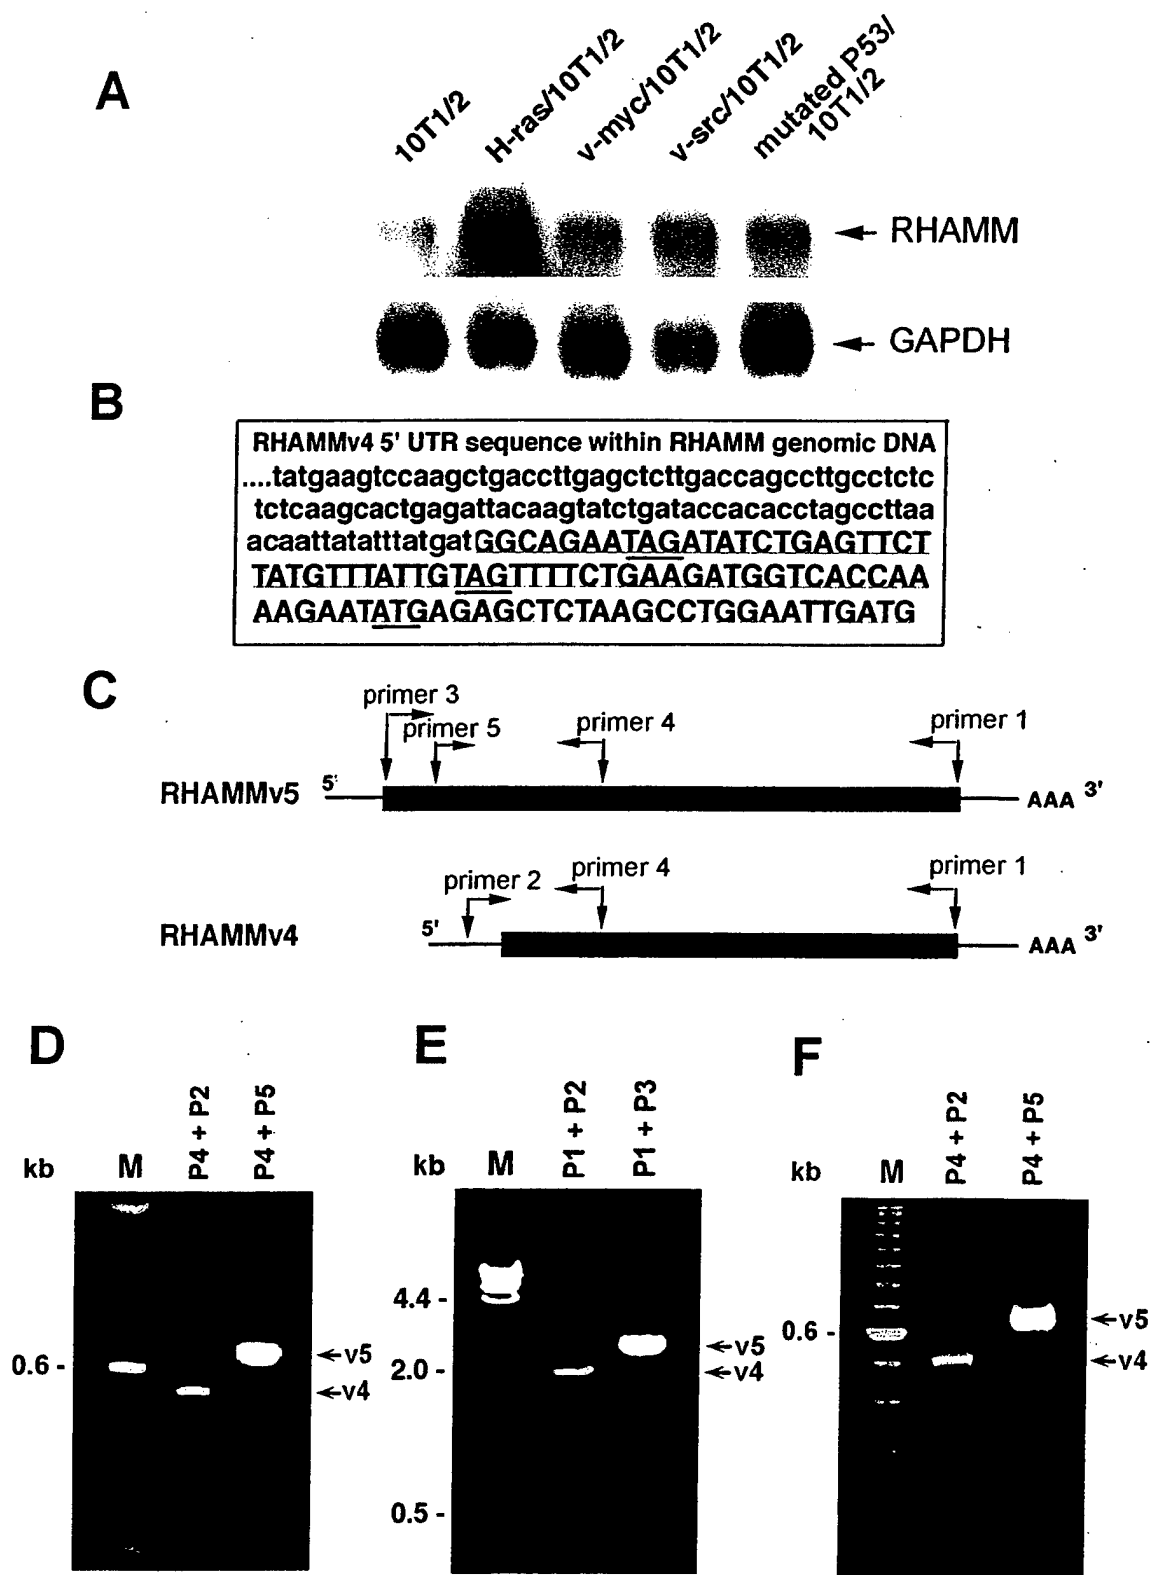 A
10T1/2
H-ras/10T1/2
v-myc/10T1/2
v-src/10T1/2
mutated P53/
10T1/2
RHAMM
GAPDH
B
RHAMMv4 5' UTR sequence within RHAMM genomic DNA
....tatgaagtccaagctgaccttgagctcttgaccagccttgcctctc
tctcaagcactgagattacaagtatctgataccacacctagccttaa
acaattatatttatgatGGCAGAATAGATATCTGAGTTCT
TATGTTTATTGTAGTTTTCTGAAGATGGTCACCAA
AAGAATATGAGAGCTCTAAGCCTGGAATTGATG
C
primer 3
primer 5
primer 4
primer 1
RHAMMv5
5'
AAA 3'
primer 2
primer 4
primer 1
RHAMMv4
5'
AAA 3'
D
kb
M
P4 + P2
P4 + P5
0.6 -
v5
v4
E
kb
M
P1 + P2
P1 + P3
4.4 -
2.0 -
0.5 -
v5
v4
F
kb
M
P4 + P2
P4 + P5
0.6 -
v5
v4